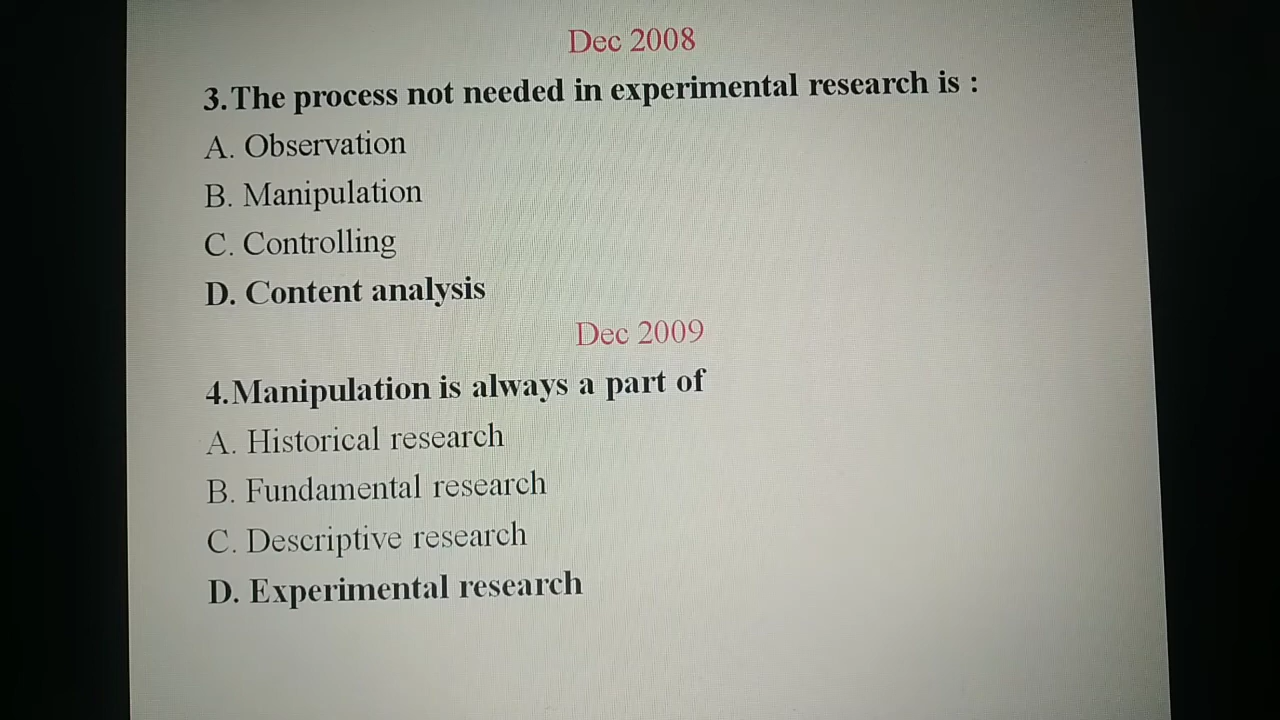 Dec 2008
3.The process not needed in experimental research is :
A. Observation
B. Manipulation
C. Controlling
D. Content analysis
Dec 2009
4.Manipulation is always a part of
A. Historical research
B. Fundamental research
C. Descriptive research
D. Experimental research